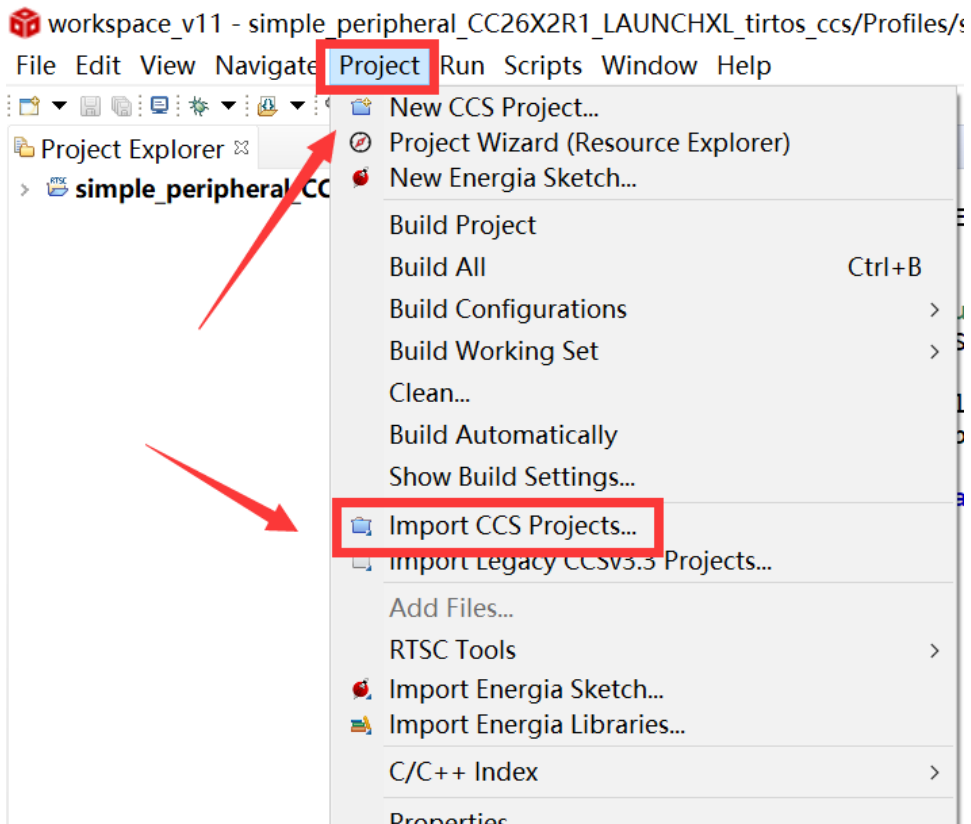 workspace_v11 - simple_peripheral_CC26X2R1_LAUNCHXL_tirtos_ccs/Profiles/s
File Edit View Navigate Project Run Scripts Window Help
New CCS Project...
Project Explorer
Project Wizard (Resource Explorer)
simple_peripheral_CC
New Energia Sketch...
Build Project
Build All Ctrl+B
Build Configurations
Build Working Set
Clean...
Build Automatically
Show Build Settings...
Import CCS Projects...
Import Legacy CCSv3.3 Projects...
Add Files...
RTSC Tools
Import Energia Sketch...
Import Energia Libraries...
C/C++ Index
Properties